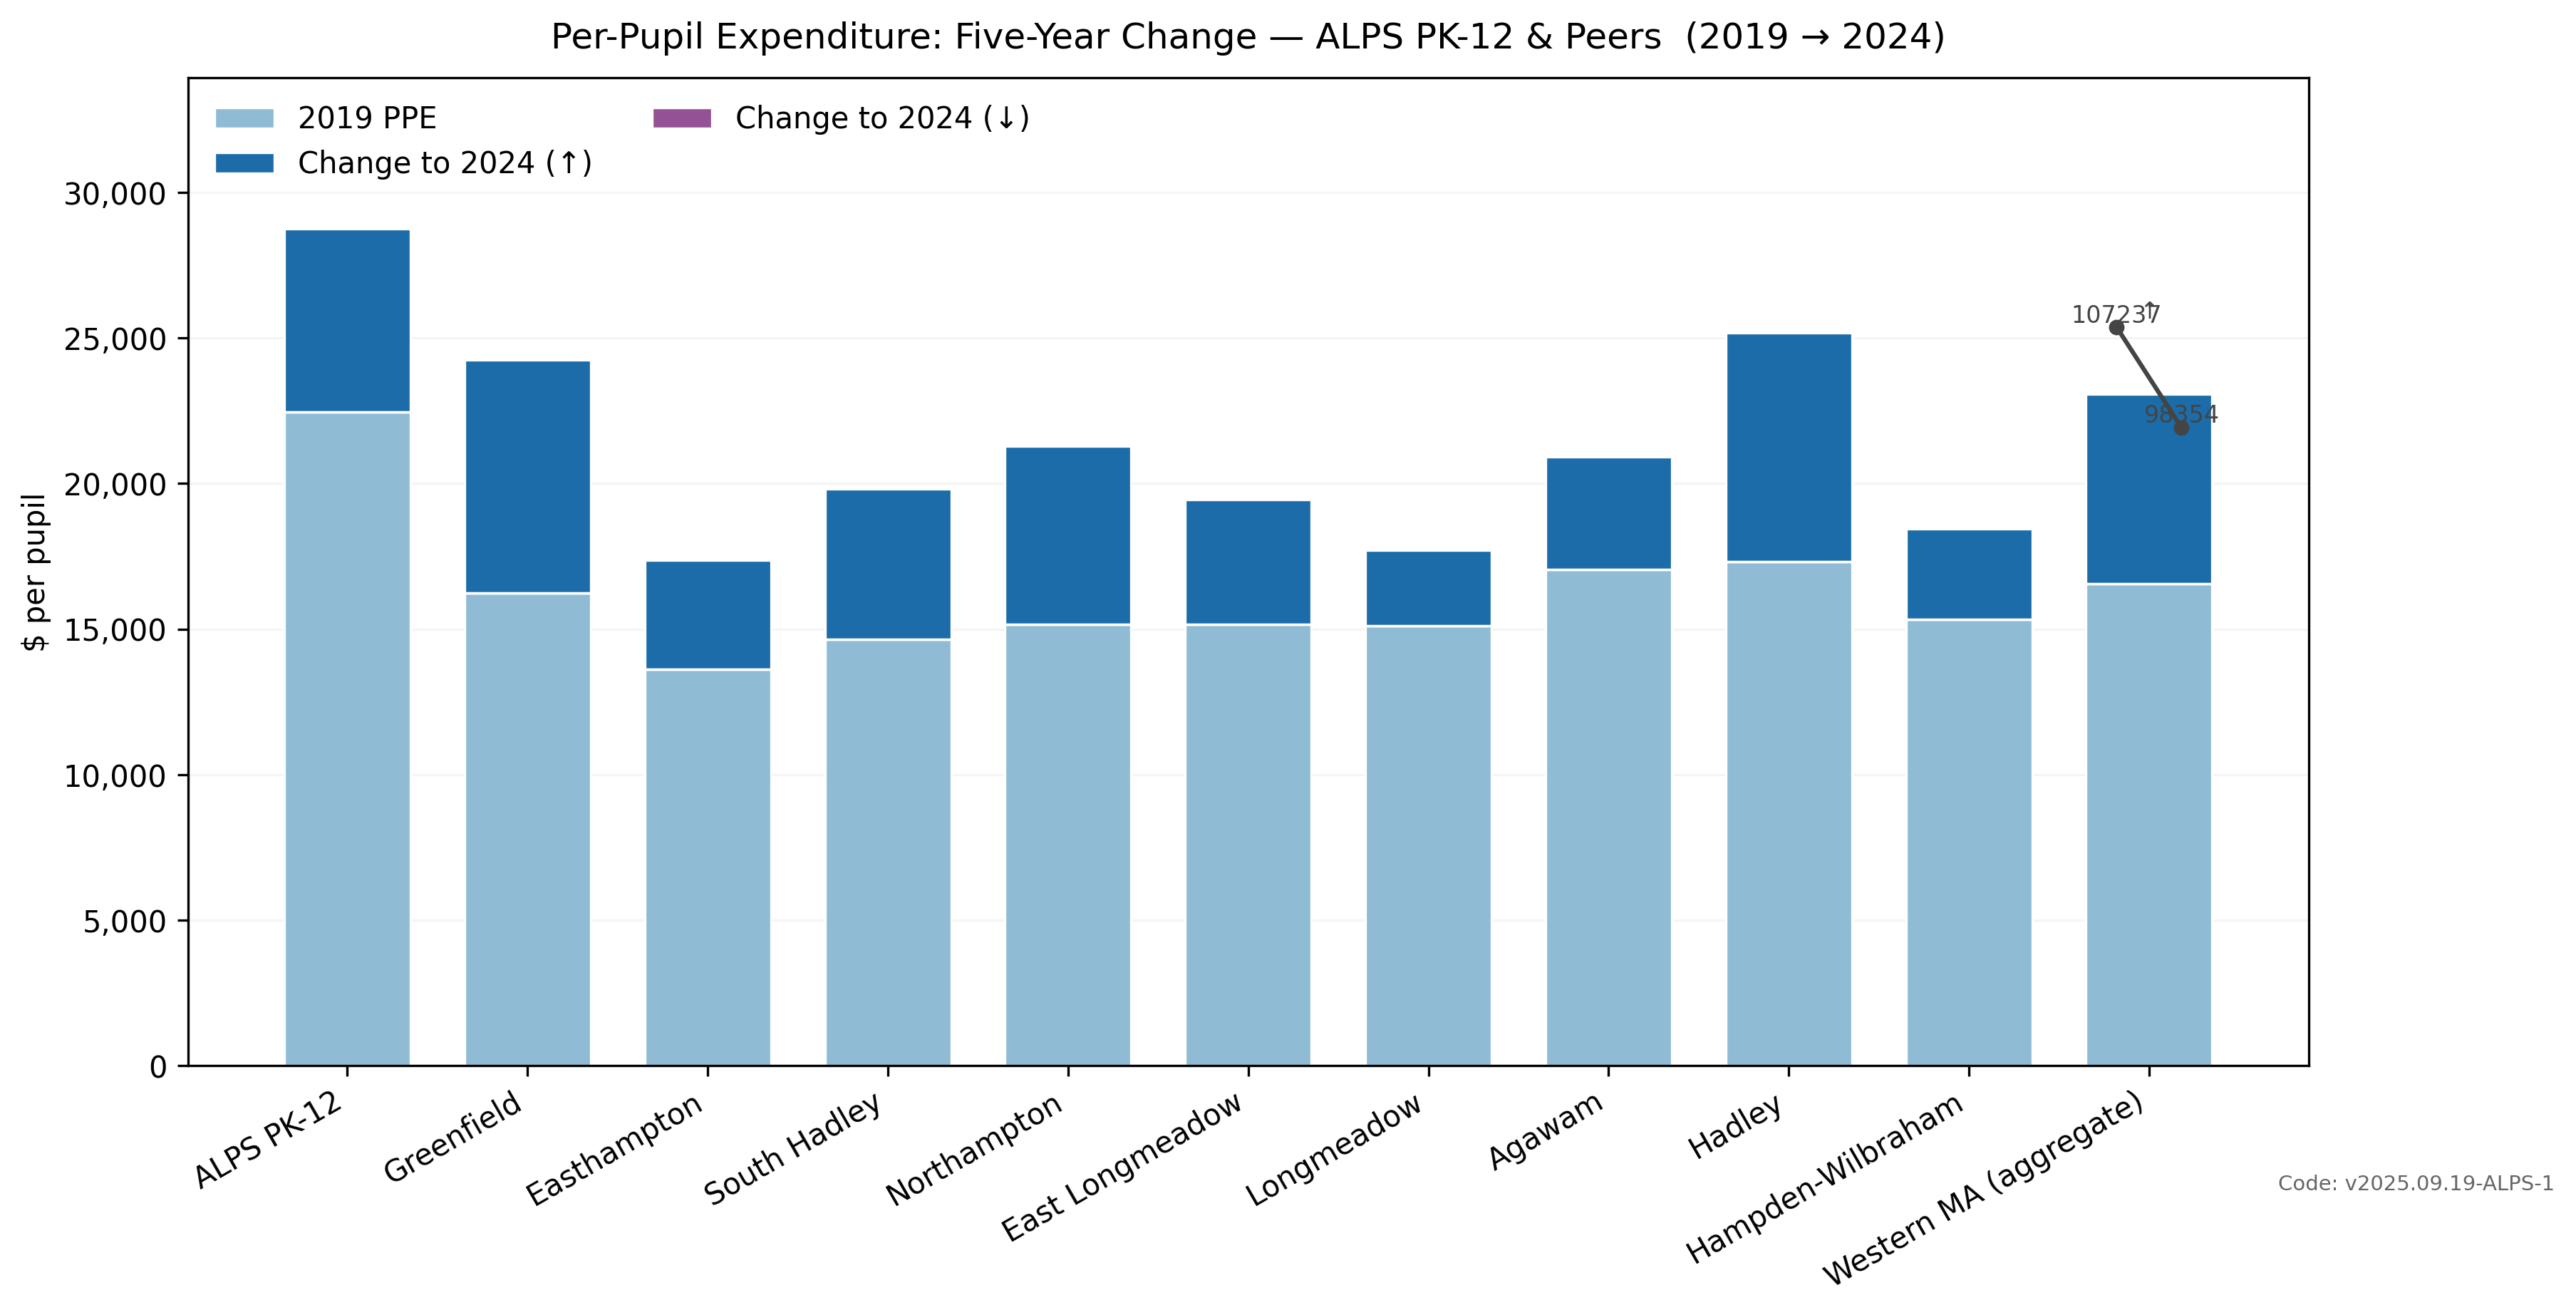 Per-Pupil Expenditure: Five-Year Change — ALPS PK-12 & Peers (2019 → 2024)
2019 PPE
Change to 2024 (↑)
Change to 2024 (↓)
$ per pupil
30,000
25,000
20,000
15,000
10,000
5,000
0
107237
↑
98354
ALPS PK-12
Greenfield
Easthampton
South Hadley
Northampton
East Longmeadow
Longmeadow
Agawam
Hadley
Hampden-Wilbraham
Western MA (aggregate)
Code: v2025.09.19-ALPS-1